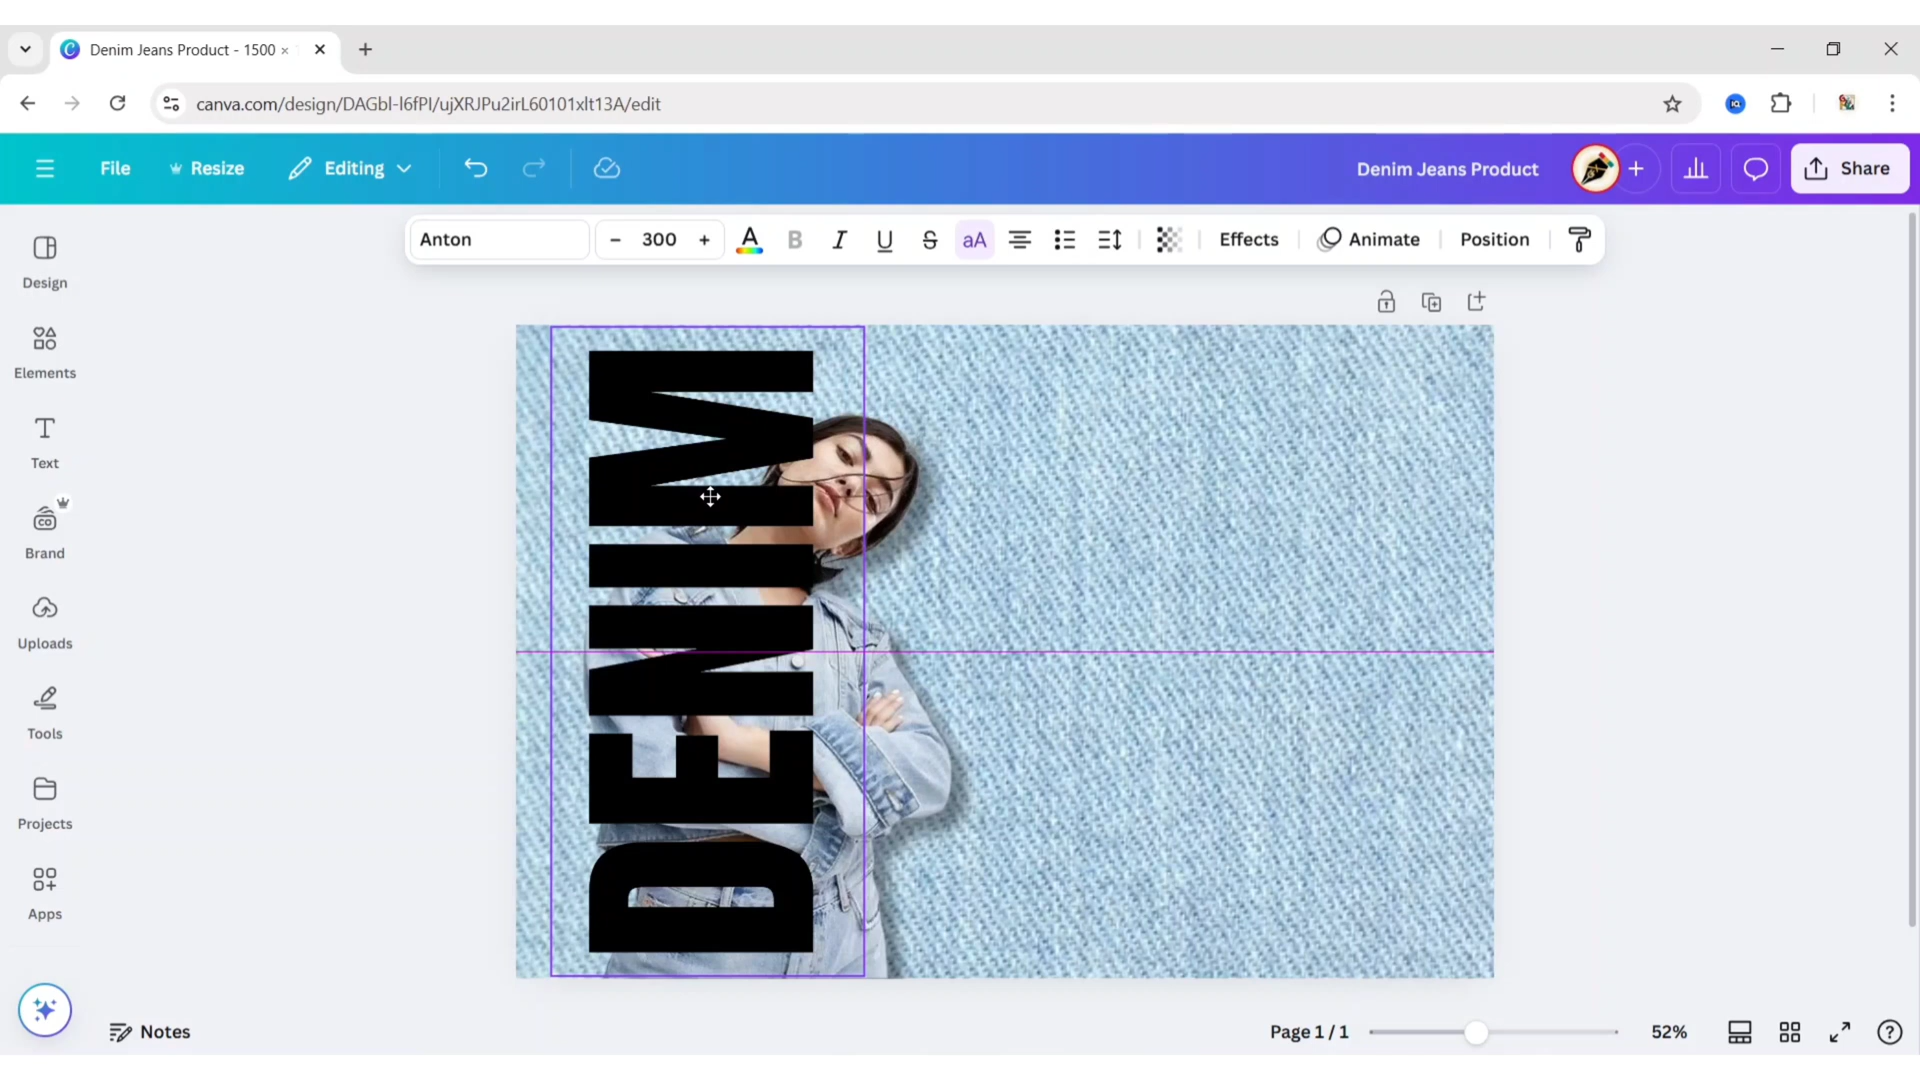 Denim Jeans Product - 1500 ×
canva.com/design/DAGbI-l6fPI/ujXRJPu2irL60101xlt13A/edit
File
Resize
Editing
Denim Jeans Product
Share
Anton
– 300 +
A
B
I
U
S
aA
Effects
Animate
Position
Design
Elements
Text
Brand
Uploads
Tools
Projects
Apps
DENIM
Notes
Page 1 / 1
52%